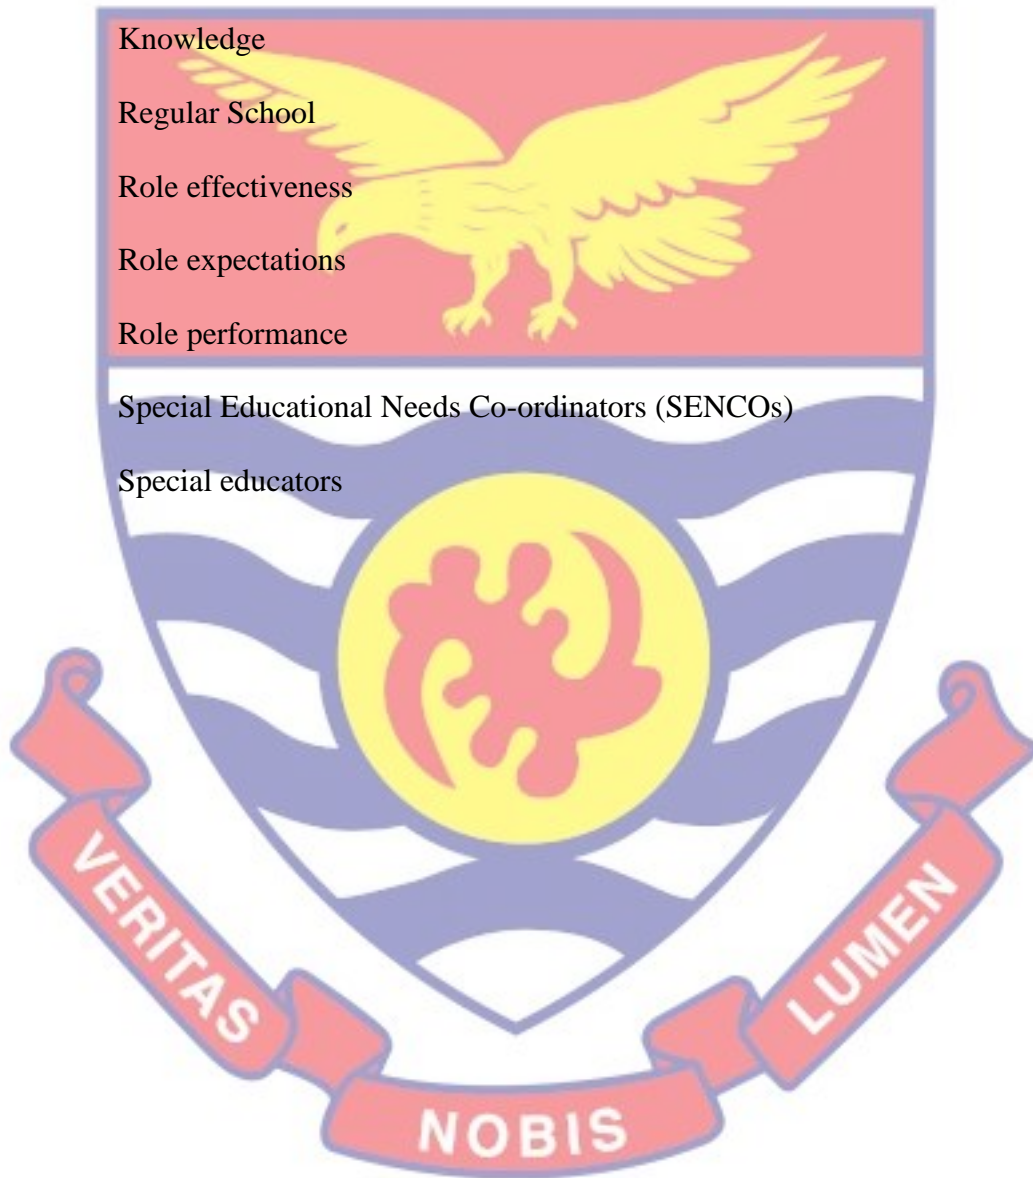 Knowledge
Regular School
Role effectiveness
Role expectations
Role performance
Special Educational Needs Co-ordinators (SENCOs)
Special educators
VERITAS
NOBIS
LUMEN